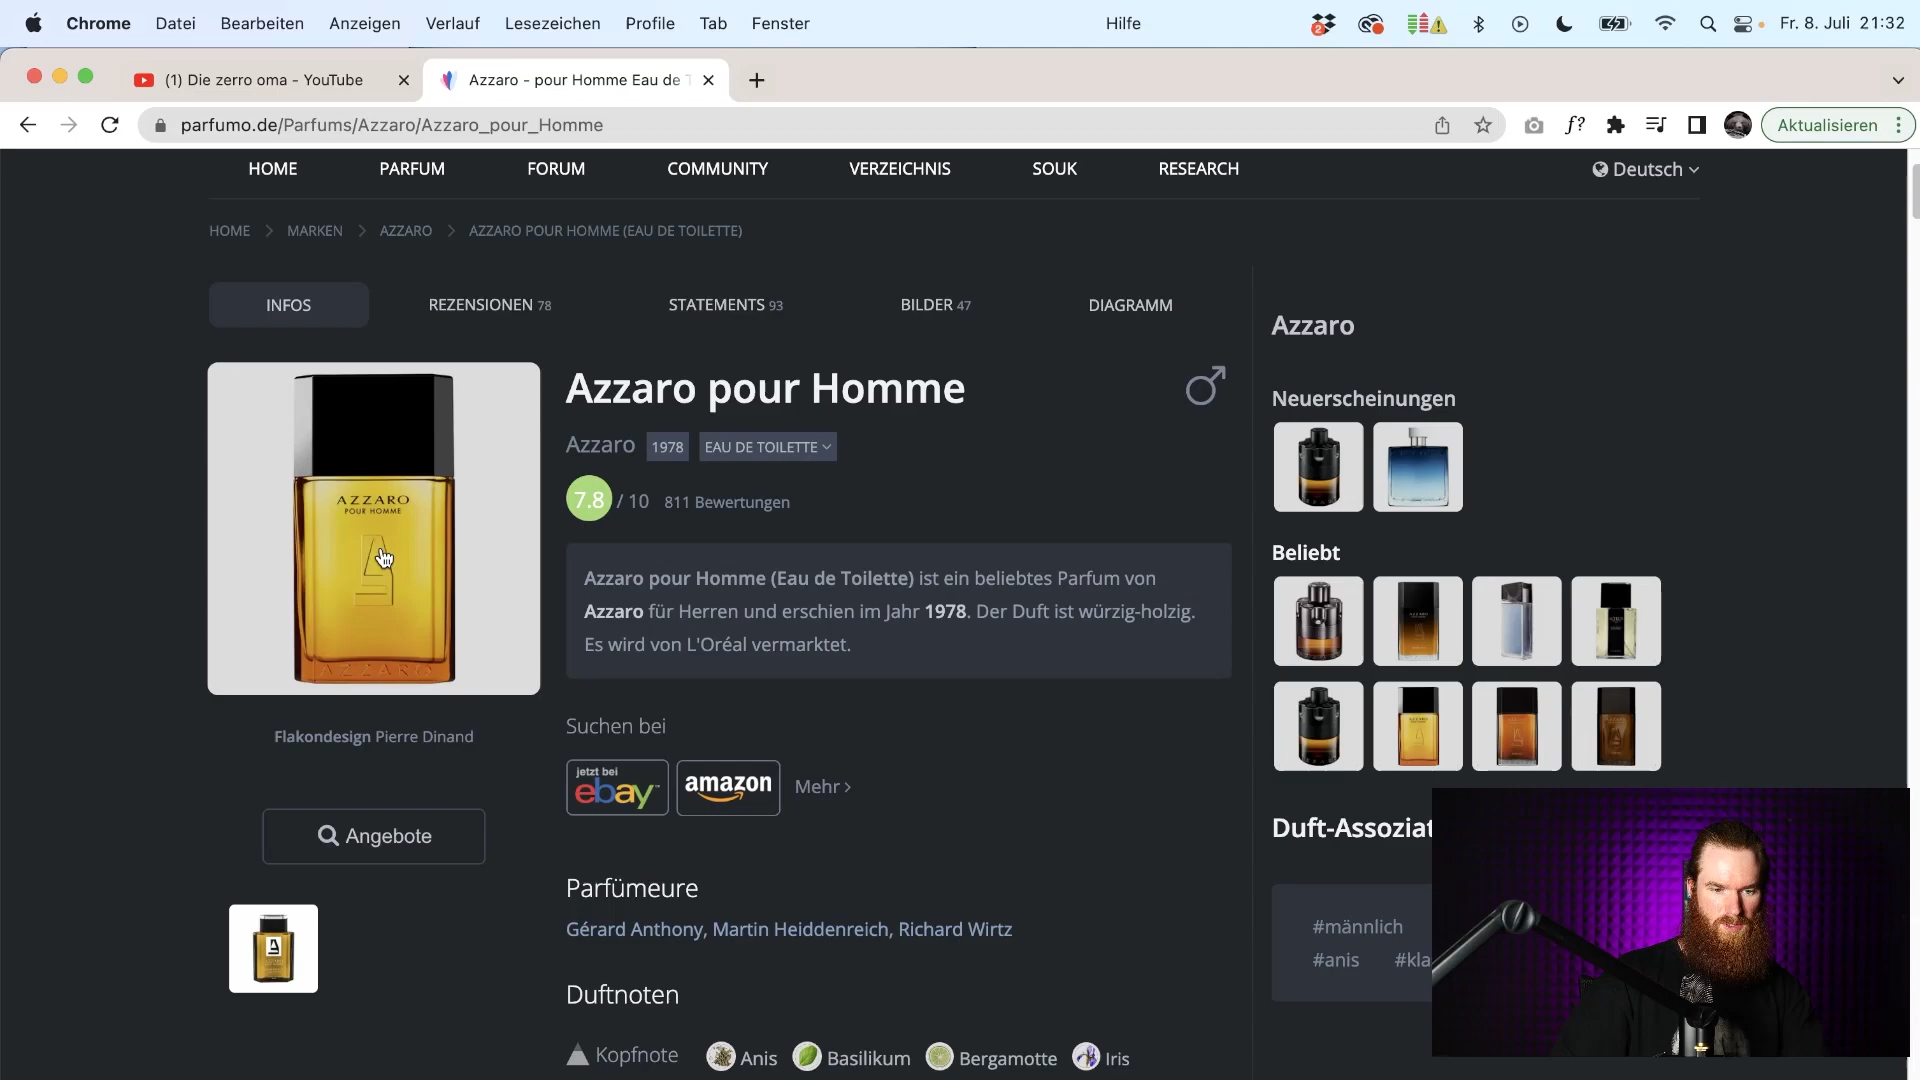 Chrome Datei Bearbeiten Anzeigen Verlauf Lesezeichen Profile Tab Fenster Hilfe 2 Fr. 8. Juli 21:32
(1) Die zerro oma - YouTube Azzaro - pour Homme Eau de T
parfumo.de/Parfums/Azzaro/Azzaro_pour_Homme f? Aktualisieren
HOME PARFUM FORUM COMMUNITY VERZEICHNIS SOUK RESEARCH Deutsch
HOME > MARKEN > AZZARO > AZZARO POUR HOMME (EAU DE TOILETTE)
INFOS REZENSIONEN 78 STATEMENTS 93 BILDER 47 DIAGRAMM
AZZARO
POUR HOMME
AZZARO
Flakondesign Pierre Dinand
Angebote
Azzaro pour Homme
Azzaro 1978 EAU DE TOILETTE
7.8 / 10 811 Bewertungen
Azzaro pour Homme (Eau de Toilette) ist ein beliebtes Parfum von
Azzaro für Herren und erschien im Jahr 1978. Der Duft ist würzig-holzig.
Es wird von L'Oréal vermarktet.
Suchen bei
jetzt bei
ebay amazon Mehr >
Parfümeure
Gérard Anthony, Martin Heiddenreich, Richard Wirtz
Duftnoten
Kopfnote Anis Basilikum Bergamotte Iris
Azzaro
Neuerscheinungen
Beliebt
Duft-Assoziat
#männlich
#anis #kla